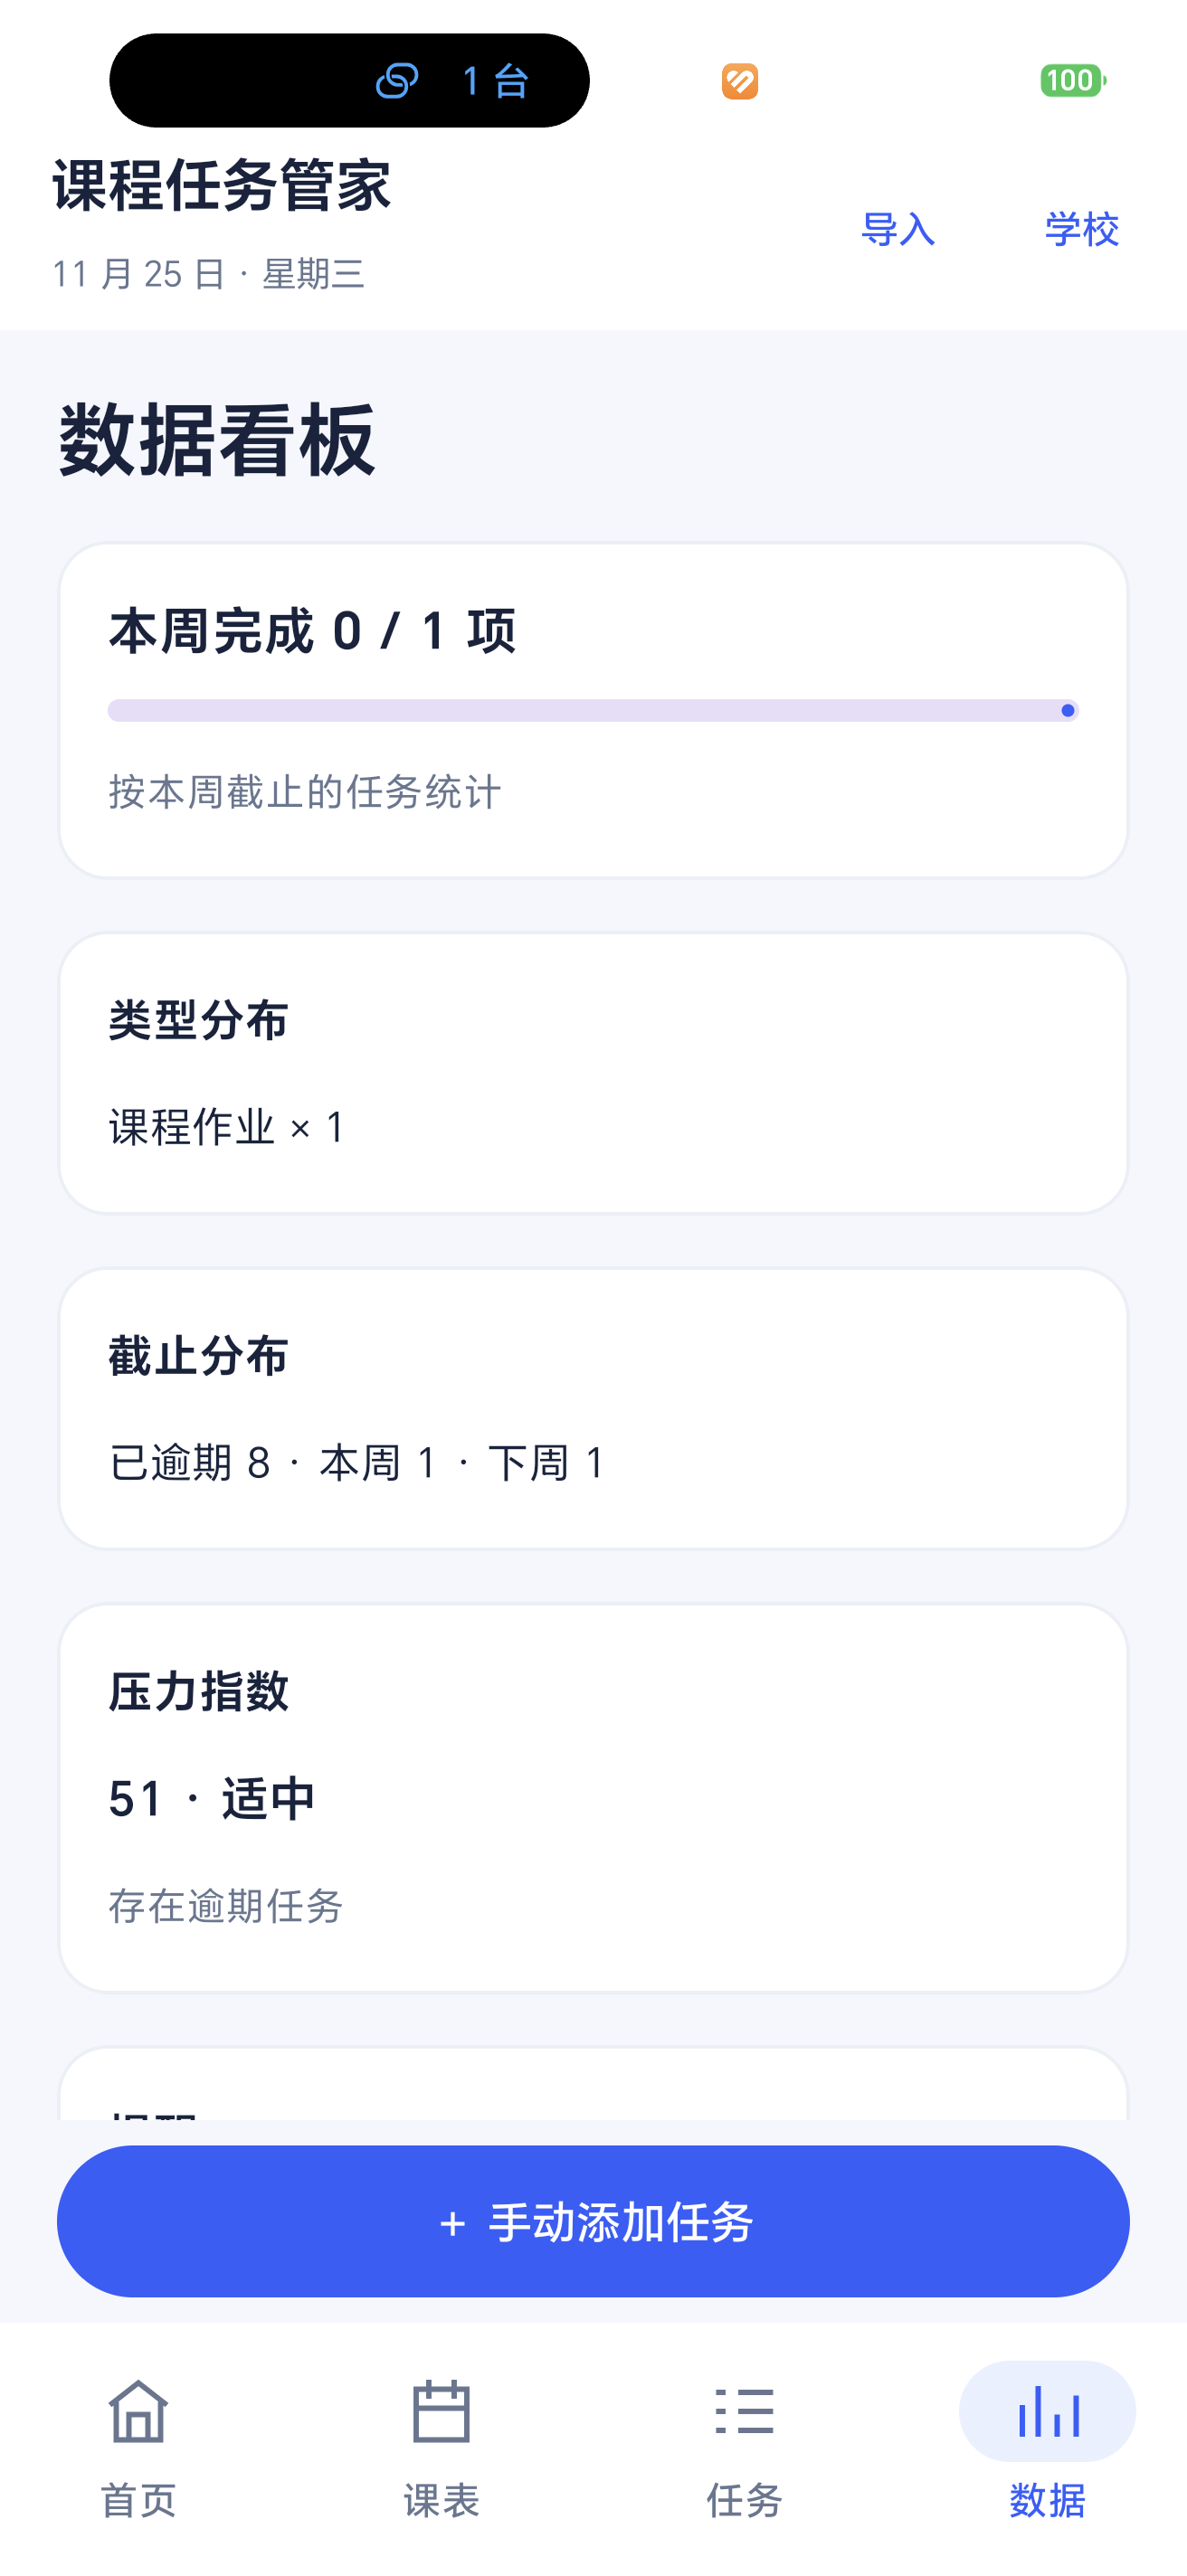 1 台
100
课程任务管家
导入
学校
11 月 25 日 · 星期三
数据看板
本周完成 0 / 1 项
按本周截止的任务统计
类型分布
课程作业 × 1
截止分布
已逾期 8 · 本周 1 · 下周 1
压力指数
51 · 适中
存在逾期任务
+ 手动添加任务
首页
课表
任务
数据